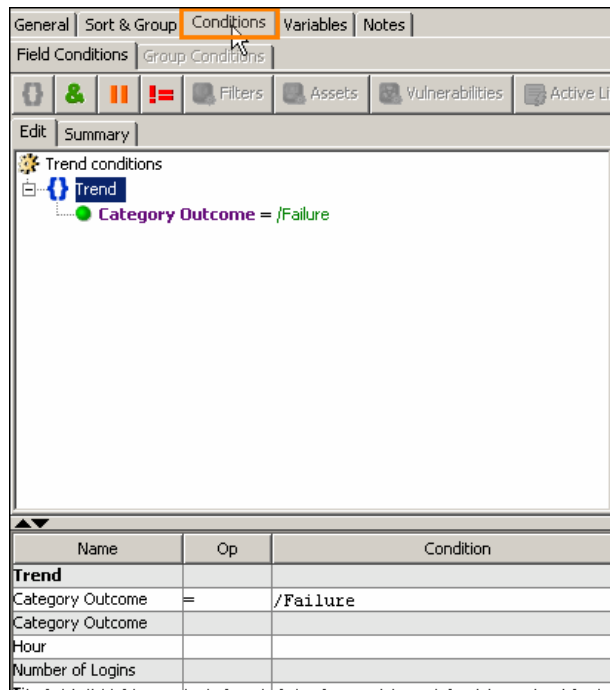 General Sort & Group Conditions Variables Notes
Field Conditions Group Conditions
{} & || != Filters Assets Vulnerabilities Active Li
Edit Summary
Trend conditions
{} Trend
Category Outcome = /Failure
Name Op Condition
Trend
Category Outcome = /Failure
Category Outcome
Hour
Number of Logins